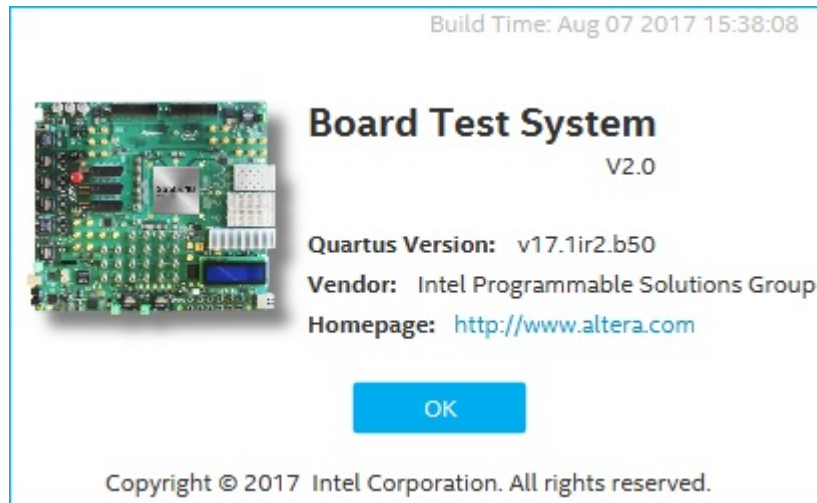 Build Time: Aug 07 2017 15:38:08
Board Test System
V2.0
Quartus Version: v17.1ir2.b50
Vendor: Intel Programmable Solutions Group
Homepage: http://www.altera.com
OK
Copyright © 2017 Intel Corporation. All rights reserved.